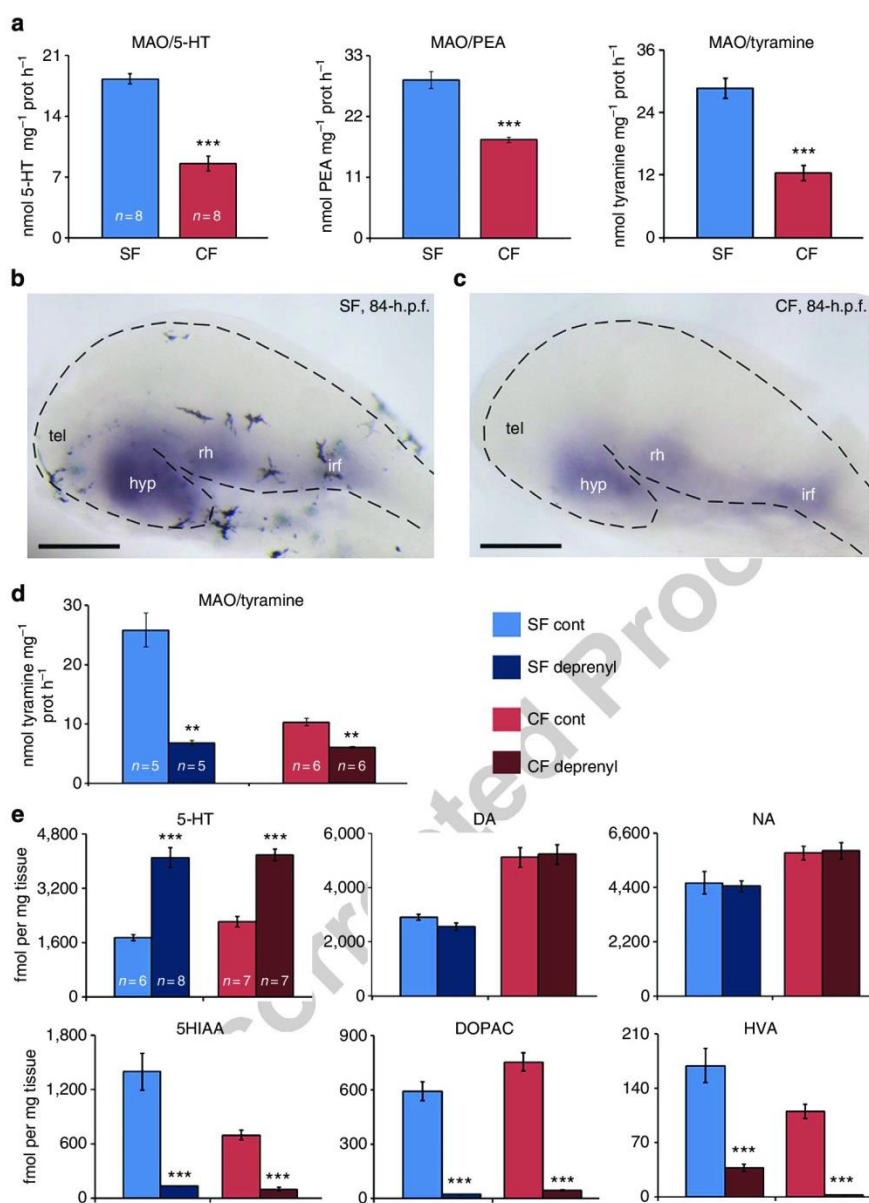 a
MAO/5-HT
MAO/PEA
MAO/tyramine
nmol 5-HT mg⁻¹ prot h⁻¹
18
12
7
0
n=8
***
n=8
SF
CF
nmol PEA mg⁻¹ prot h⁻¹
33
22
11
0
***
SF
CF
nmol tyramine mg⁻¹ prot h⁻¹
36
24
12
0
***
SF
CF
b
SF, 84-h.p.f.
tel
hyp
rh
irf
c
CF, 84-h.p.f.
tel
hyp
rh
irf
d
MAO/tyramine
nmol tyramine mg⁻¹
prot h⁻¹
30
20
10
0
n=5
**
n=5
n=6
**
n=6
SF cont
SF deprenyl
CF cont
CF deprenyl
e
5-HT
DA
NA
fmol per mg tissue
4,800
3,200
1,600
0
***
***
n=6
n=8
n=7
n=7
6,000
4,000
2,000
0
6,600
4,400
2,200
0
5HIAA
DOPAC
HVA
fmol per mg tissue
1,800
1,200
600
0
***
***
900
600
300
0
***
***
210
140
70
0
***
***